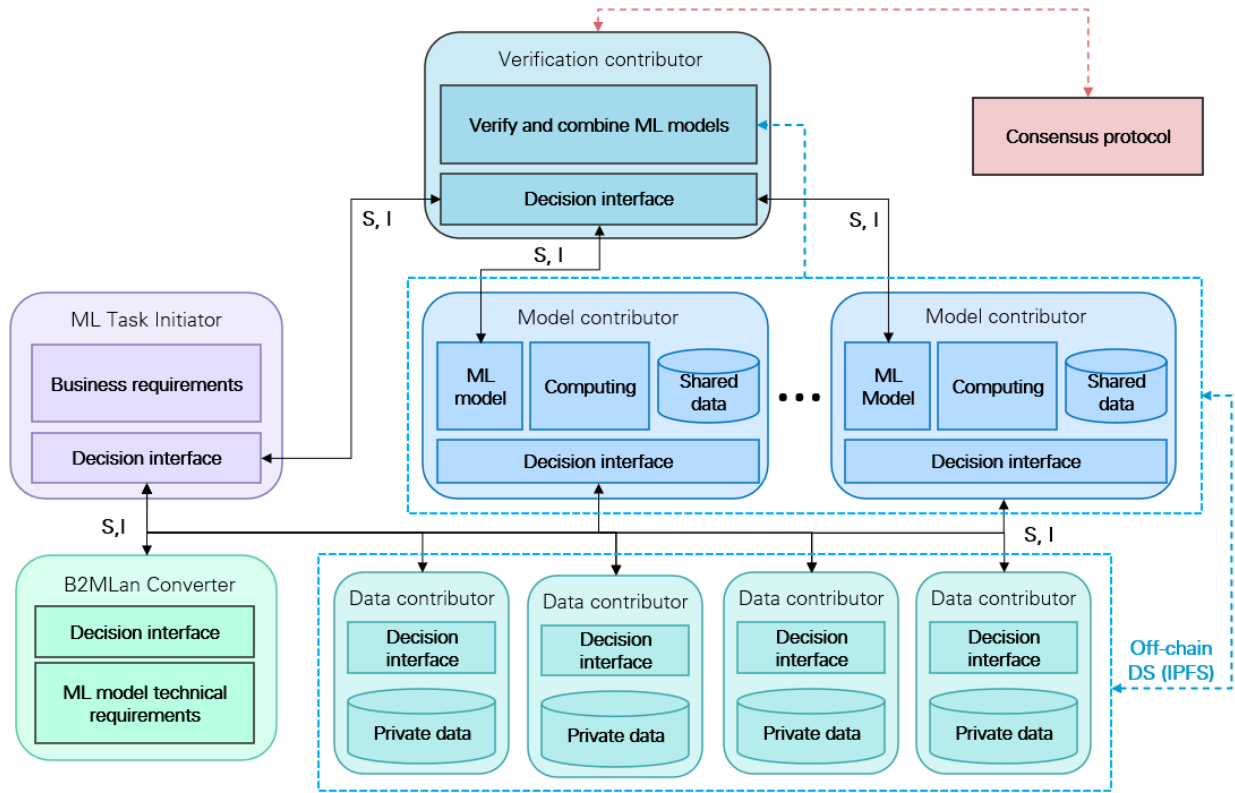 Verification contributor
Verify and combine ML models
Decision interface
Consensus protocol
S, I
S, I
S, I
ML Task Initiator
Business requirements
Decision interface
Model contributor
ML
model
Computing
Shared
data
Decision interface
Model contributor
ML
Model
Computing
Shared
data
Decision interface
S,I
S, I
B2MLan Converter
Decision interface
ML model technical
requirements
Data contributor
Decision
interface
Private data
Data contributor
Decision
interface
Private data
Data contributor
Decision
interface
Private data
Data contributor
Decision
interface
Private data
Off-chain
DS (IPFS)